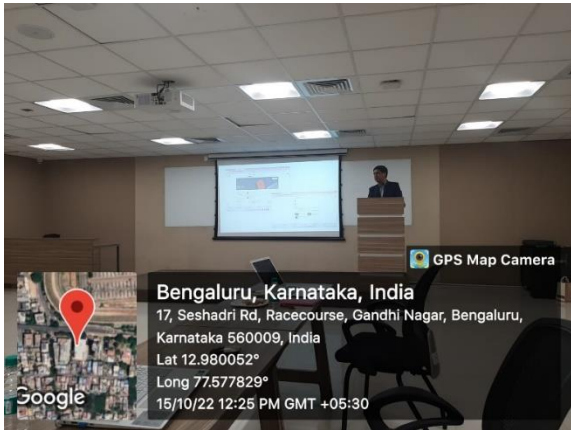 GPS Map Camera
Bengaluru, Karnataka, India
17, Seshadri Rd, Racecourse, Gandhi Nagar, Bengaluru,
Karnataka 560009, India
Lat 12.980052°
Long 77.577829°
15/10/22 12:25 PM GMT +05:30
Google